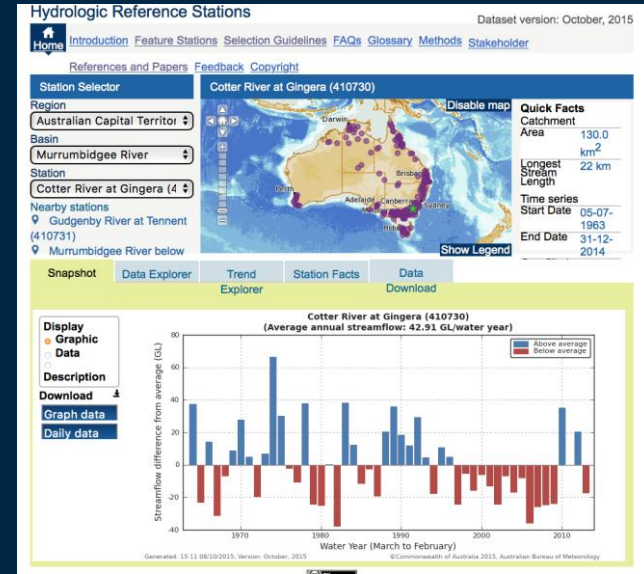 Hydrologic Reference Stations
Dataset version: October, 2015
Home Introduction Feature Stations Selection Guidelines FAQs Glossary Methods Stakeholder
References and Papers Feedback Copyright
Station Selector
Region
Australian Capital Territor
Basin
Murrumbidgee River
Station
Cotter River at Gingera (4
Nearby stations
Gudgenby River at Tennent
(410731)
Murrumbidgee River below
Cotter River at Gingera (410730)
Disable map
Darwin
Brisba
Perth
Adelaide Canberra
Sydney
Hoba
Show Legend
Quick Facts
Catchment
Area 130.0
km2
Longest 22 km
Stream
Length
Time series
Start Date 05-07-
1963
End Date 31-12-
2014
Snapshot Data Explorer Trend Station Facts Data
Explorer Download
Display
Graphic
Data
Description
Download
Graph data
Daily data
Cotter River at Gingera (410730)
(Average annual streamflow: 42.91 GL/water year)
Above average
Below average
Streamflow difference from average (GL)
80
60
40
20
0
-20
-40
1970 1980 1990 2000 2010
Water Year (March to February)
Generated: 15:11 08/10/2015, Version: October, 2015 ©Commonwealth of Australia 2015, Australian Bureau of Meteorology